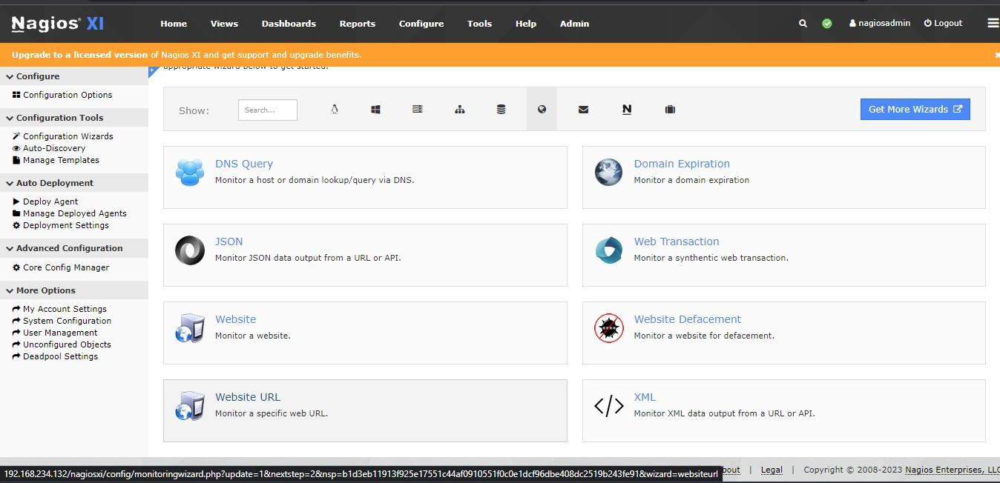 Nagios® XI Home Views Dashboards Reports Configure Tools Help Admin nagiosadmin Logout
Upgrade to a licensed version of Nagios XI and get support and upgrade benefits.
Configure
Configuration Options
Configuration Tools
Configuration Wizards
Auto-Discovery
Manage Templates
Auto Deployment
Deploy Agent
Manage Deployed Agents
Deployment Settings
Advanced Configuration
Core Config Manager
More Options
My Account Settings
System Configuration
User Management
Unconfigured Objects
Deadpool Settings
appropriate wizard below to get started.
Show: Search... N Get More Wizards
DNS Query
Monitor a host or domain lookup/query via DNS.
Domain Expiration
Monitor a domain expiration
JSON
Monitor JSON data output from a URL or API.
Web Transaction
Monitor a synthentic web transaction.
Website
Monitor a website.
Website Defacement
Monitor a website for defacement.
Website URL
Monitor a specific web URL.
XML
Monitor XML data output from a URL or API.
192.168.234.132/nagiosxi/config/monitoringwizard.php?update=1&nextstep=2&nsp=b1d3eb11913f925e17551c44af0910551f0c0e1dcf96dbe408dc2519b243fe91&wizard=websiteurl
bout | Legal | Copyright © 2008-2023 Nagios Enterprises, LLC